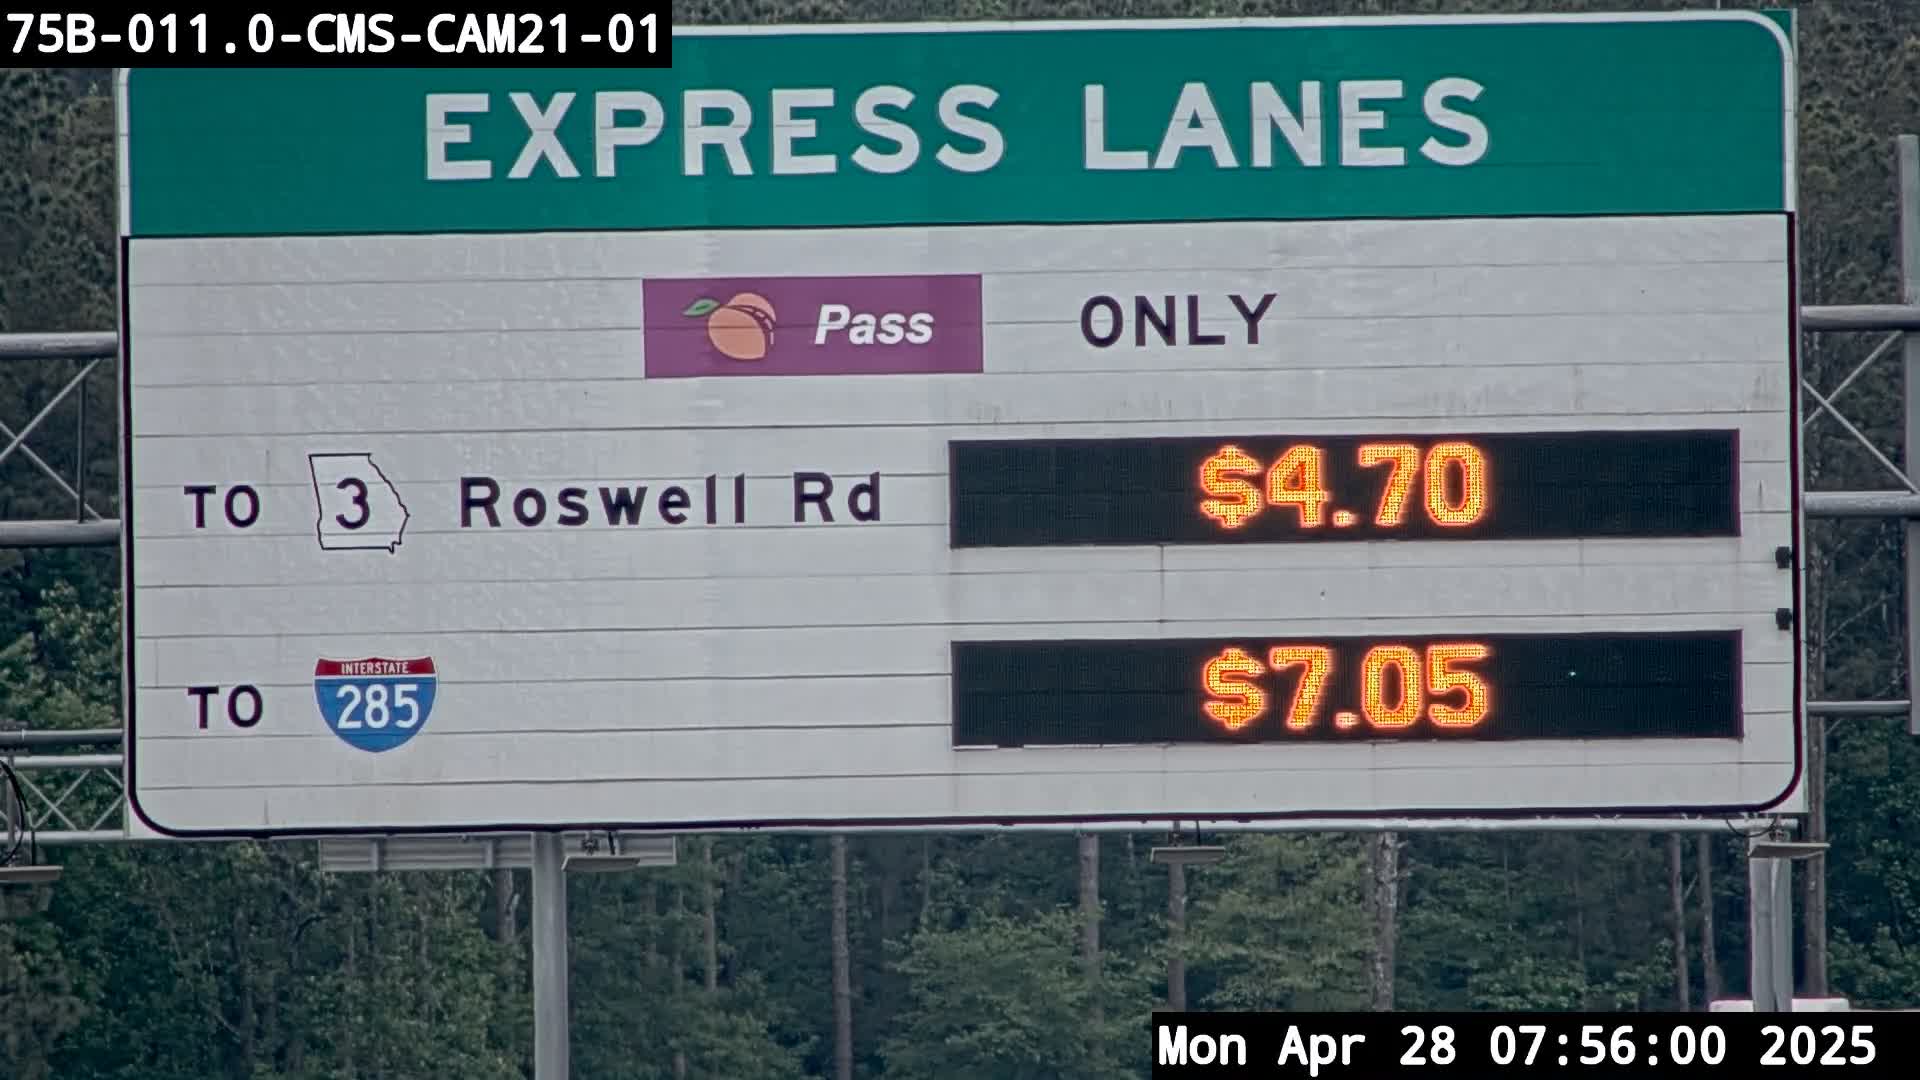 75B-011.0-CMS-CAM21-01
EXPRESS LANES
Pass ONLY
TO 3 Roswell Rd $4.70
INTERSTATE
TO 285 $7.05
Mon Apr 28 07:56:00 2025